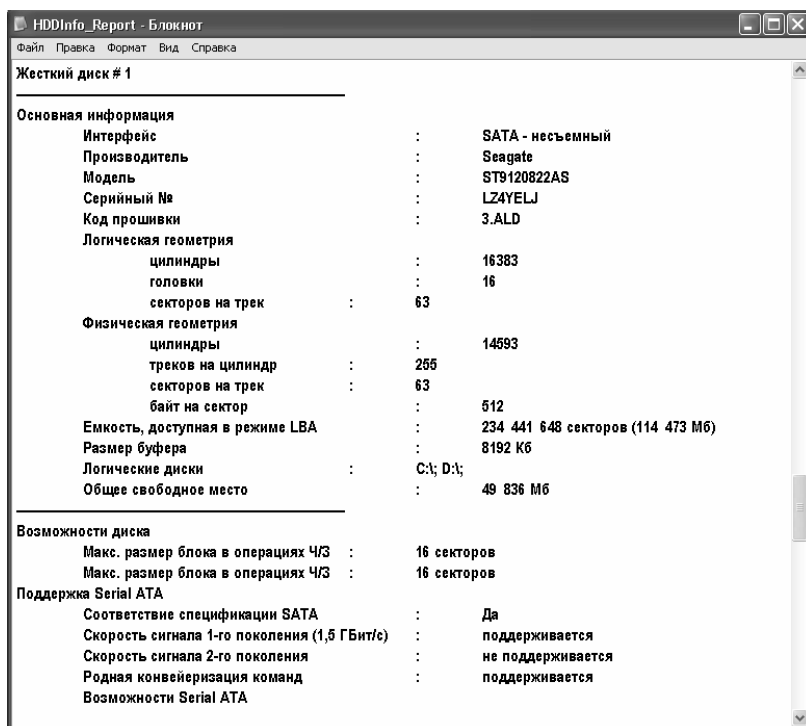 HDDInfo_Report - Блокнот
Файл Правка Формат Вид Справка
Жесткий диск # 1
Основная информация
Интерфейс : SATA - несъемный
Производитель : Seagate
Модель : ST9120822AS
Серийный № : LZ4YELJ
Код прошивки : 3.ALD
Логическая геометрия
цилиндры : 16383
головки : 16
секторов на трек : 63
Физическая геометрия
цилиндры : 14593
треков на цилиндр : 255
секторов на трек : 63
байт на сектор : 512
Емкость, доступная в режиме LBA : 234 441 648 секторов (114 473 Мб)
Размер буфера : 8192 Кб
Логические диски : C:\; D:\;
Общее свободное место : 49 836 Мб
Возможности диска
Макс. размер блока в операциях Ч/З : 16 секторов
Макс. размер блока в операциях Ч/З : 16 секторов
Поддержка Serial ATA
Соответствие спецификации SATA : Да
Скорость сигнала 1-го поколения (1,5 ГБит/с) : поддерживается
Скорость сигнала 2-го поколения : не поддерживается
Родная конвейеризация команд : поддерживается
Возможности Serial ATA